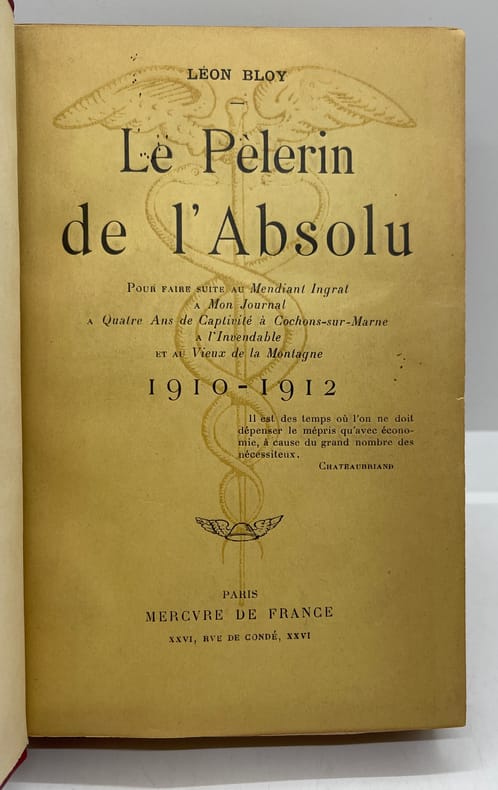 LÉON BLOY
—
Le Pèlerin
de l'Absolu
POUR FAIRE SUITE AU Mendiant Ingrat
A Mon Journal
A Quatre Ans de Captivité à Cochons-sur-Marne
A l'Invendable
ET AU Vieux de la Montagne
1910-1912
Il est des temps où l'on ne doit
dépenser le mépris qu'avec écono-
mie, à cause du grand nombre des
nécessiteux.
CHATEAUBRIAND
PARIS
MERCVRE DE FRANCE
XXVI, RVE DE CONDÉ, XXVI